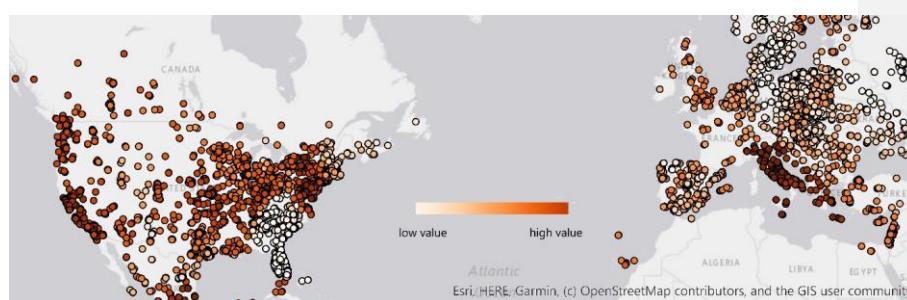 CANADA
FRANCE
low value
high value
ALGERIA
LIBYA
EGYPT
Atlantic
Esri, HERE, Garmin, (c) OpenStreetMap contributors, and the GIS user communit